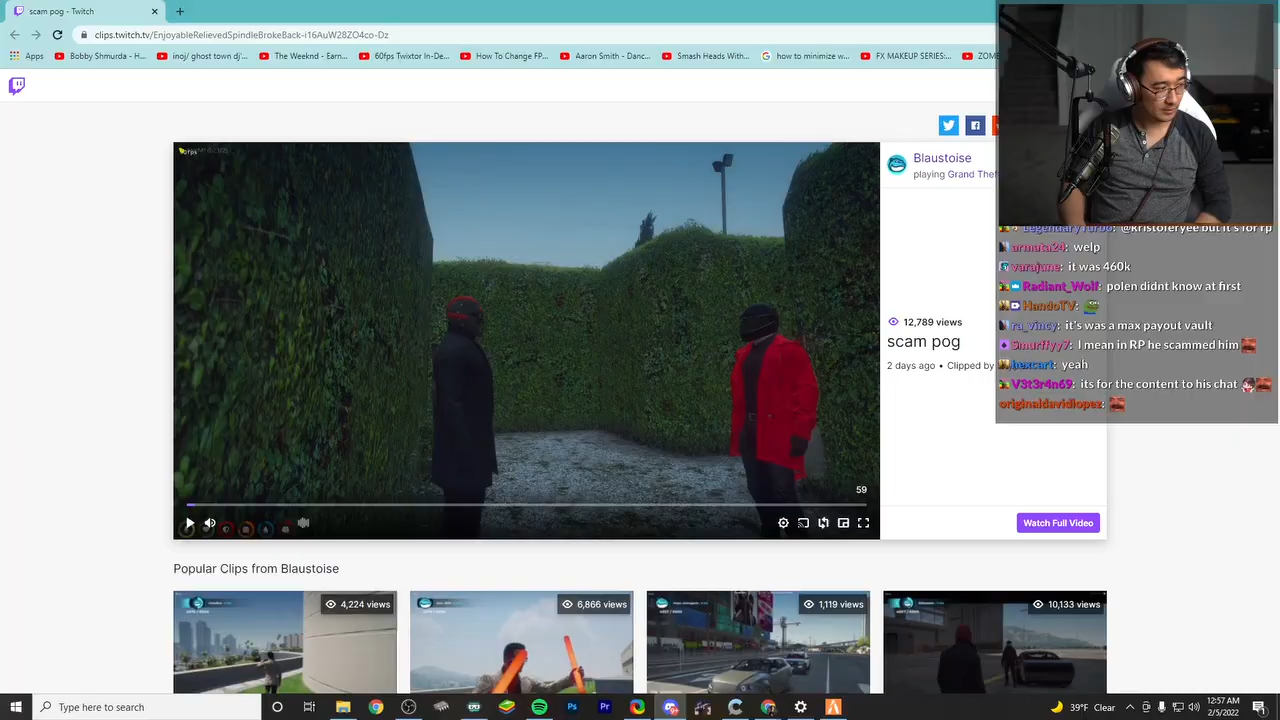 scam pog - Twitch
clips.twitch.tv/EnjoyableRelievedSpindleBrokeBack-i16AuW28ZO4co-Dz
Apps
Bobby Shmurda - H...
inoj/ ghost town dj'...
The Weeknd - Earn...
60fps Twixtor In-De...
How To Change FP...
Aaron Smith - Danc...
Smash Heads With...
how to minimize w...
FX MAKEUP SERIES:...
Blaustoise
playing Grand Thef
LegendaryTurbo: @kristoferyee but it's for rp
armata24: welp
varajune: it was 460k
Radiant_Wolf: polen didnt know at first
HandoTV:
ra_vincy: it's was a max payout vault
Smurffyy7: I mean in RP he scammed him
hexcart: yeah
V3t3r4n69: its for the content to his chat
originaldavidlopez:
12,789 views
scam pog
2 days ago • Clipped by
59
Watch Full Video
Popular Clips from Blaustoise
4,224 views
6,866 views
1,119 views
10,133 views
Type here to search
39°F Clear
12:57 AM
2/5/2022